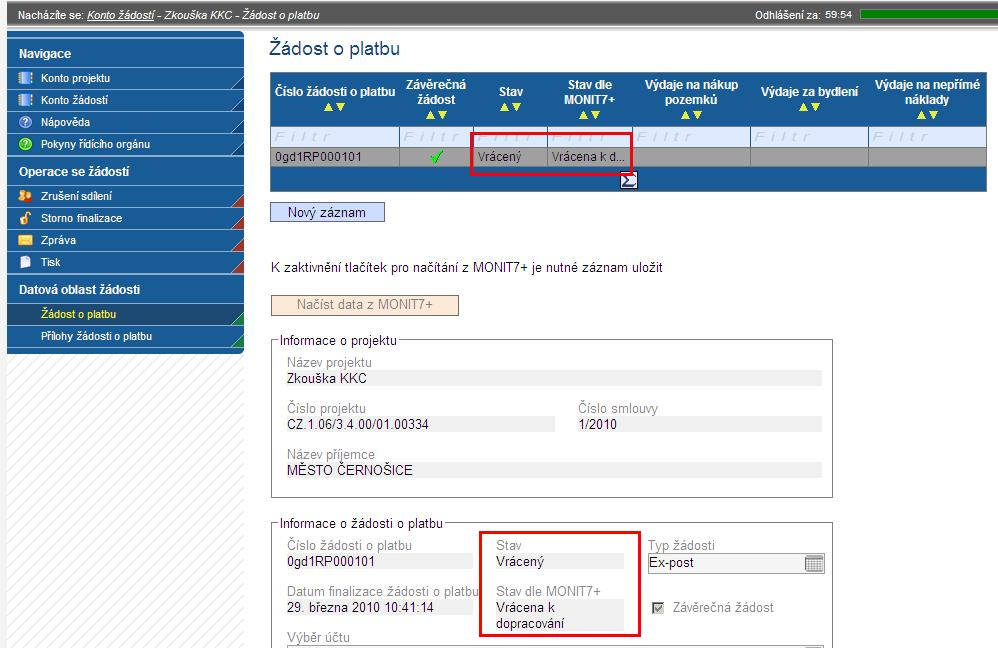 Nacházíte se: Konto žádostí - Zkouška KKC - Žádost o platbu
Odhlášení za: 59:54
Navigace
Konto projektu
Konto žádostí
Nápověda
Pokyny řídícího orgánu
Operace se žádostí
Zrušení sdílení
Storno finalizace
Zpráva
Tisk
Datová oblast žádosti
Žádost o platbu
Přílohy žádosti o platbu
Žádost o platbu
Číslo žádosti o platbu Závěrečná žádost Stav Stav dle MONIT7+ Výdaje na nákup pozemků Výdaje za bydlení Výdaje na nepřímé náklady
Filtr Filtr Filtr Filtr Filtr Filtr Filtr
0gd1RP000101 Vrácený Vrácena k d...
Σ
Nový záznam
K zaktivnění tlačítek pro načítání z MONIT7+ je nutné záznam uložit
Načíst data z MONIT7+
Informace o projektu
Název projektu
Zkouška KKC
Číslo projektu Číslo smlouvy
CZ.1.06/3.4.00/01.00334 1/2010
Název příjemce
MĚSTO ČERNOŠICE
Informace o žádosti o platbu
Číslo žádosti o platbu Stav Typ žádosti
0gd1RP000101 Vrácený Ex-post
Datum finalizace žádosti o platbu Stav dle MONIT7+
29. března 2010 10:41:14 Vrácena k Závěrečná žádost
dopracování
Výběr účtu